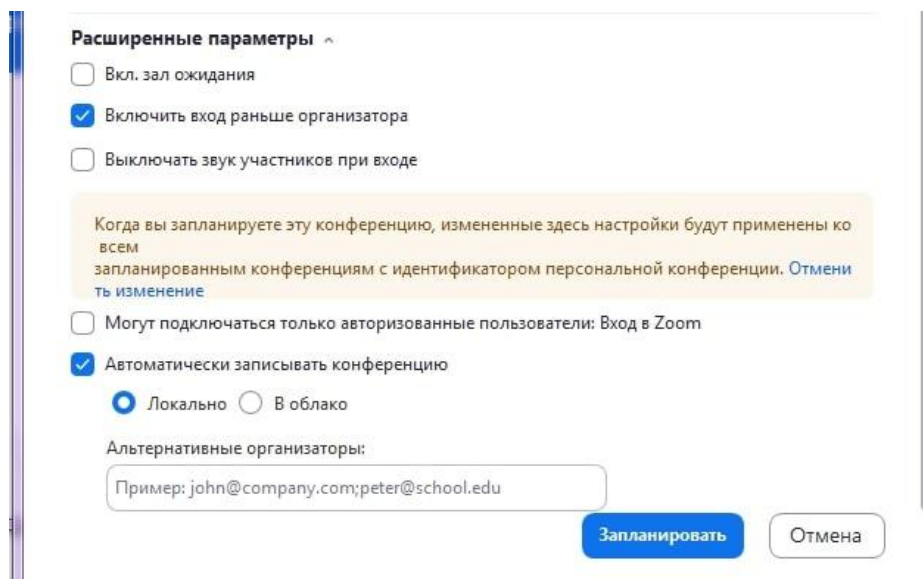 Расширенные параметры
Вкл. зал ожидания
Включить вход раньше организатора
Выключать звук участников при входе
Когда вы запланируете эту конференцию, измененные здесь настройки будут применены ко
всем
запланированным конференциям с идентификатором персональной конференции. Отмени
ть изменение
Могут подключаться только авторизованные пользователи: Вход в Zoom
Автоматически записывать конференцию
Локально В облако
Альтернативные организаторы:
Пример: john@company.com;peter@school.edu
Запланировать Отмена